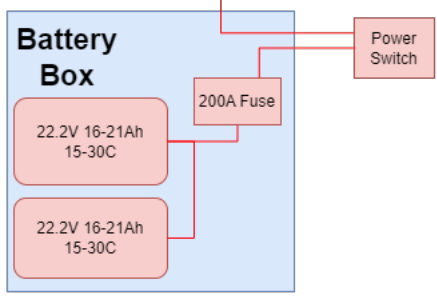 Battery
Box
Power
Switch
200A Fuse
22.2V 16-21Ah
15-30C
22.2V 16-21Ah
15-30C